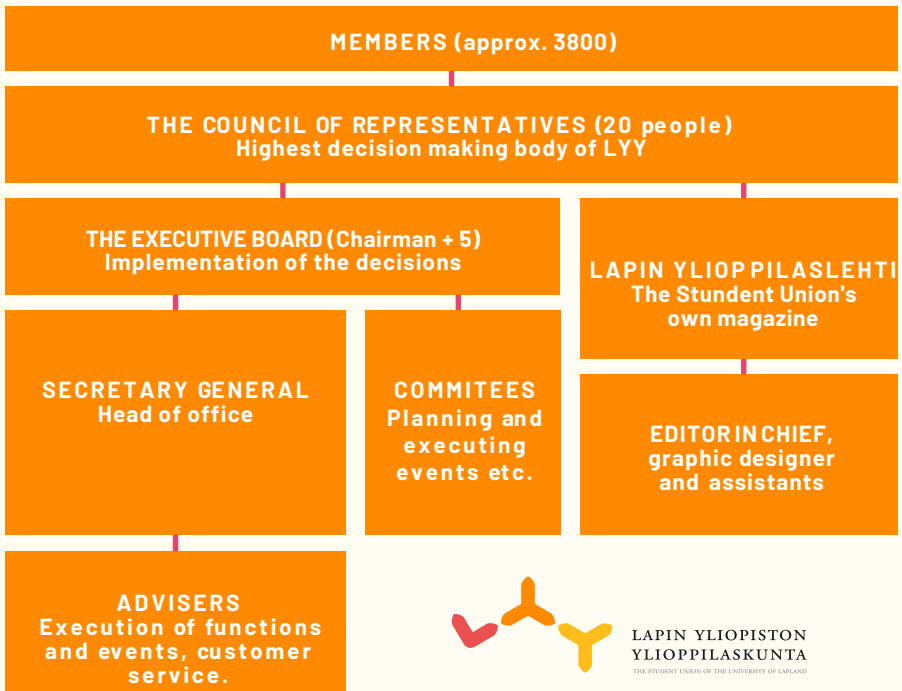 MEMBERS (approx. 3800)
THE COUNCIL OF REPRESENTATIVES (20 people)
Highest decision making body of LYY
THE EXECUTIVE BOARD (Chairman + 5)
Implementation of the decisions
LAPIN YLIOPPILASLEHTI
The Stundent Union's
own magazine
SECRETARY GENERAL
Head of office
COMMITEES
Planning and
executing
events etc.
EDITOR IN CHIEF,
graphic designer
and assistants
ADVISERS
Execution of functions
and events, customer
service.
LAPIN YLIOPISTON
YLIOPPILASKUNTA
THE STUDENT UNION OF THE UNIVERSITY OF LAPLAND